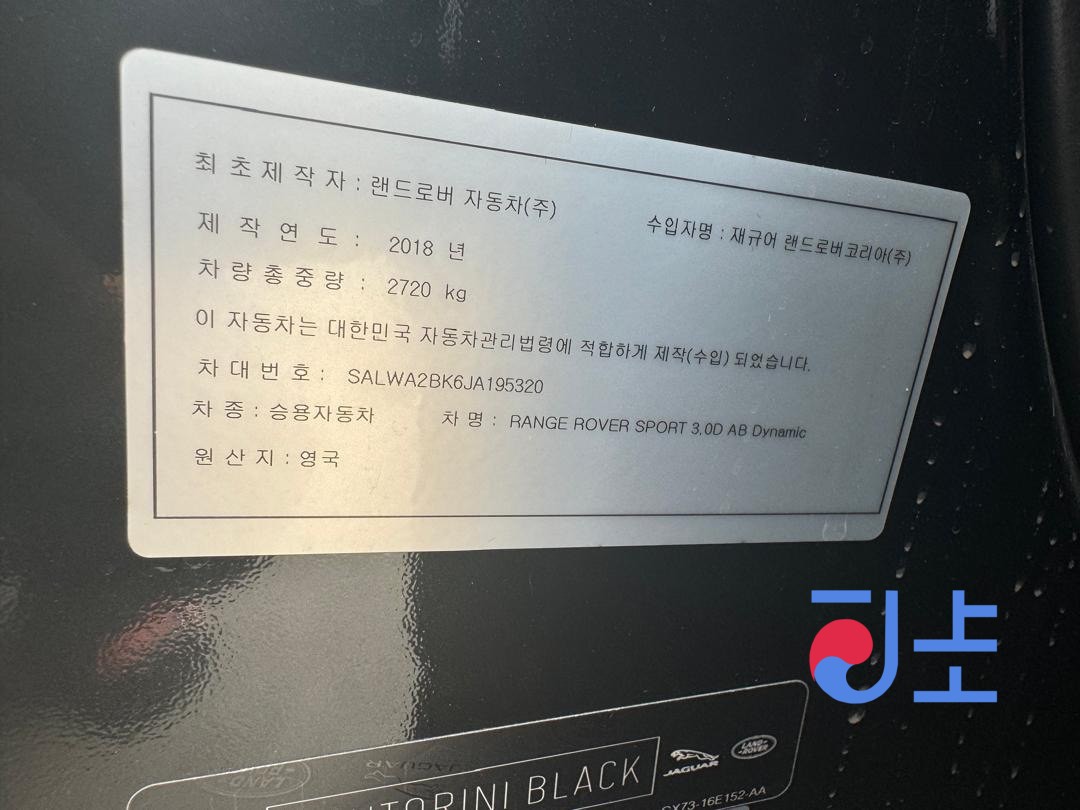 최초제작자 : 랜드로버 자동차(주) 수입자명 : 재규어 랜드로버코리아(주)
제작연도 : 2018 년
차량총중량 : 2720 kg
이 자동차는 대한민국 자동차관리법령에 적합하게 제작(수입) 되었습니다.
차대번호 : SALWA2BK6JA195320
차종 : 승용자동차 차명 : RANGE ROVER SPORT 3.0D AB Dynamic
원산지 : 영국
BLACK
JAGUAR
LAND ROVER